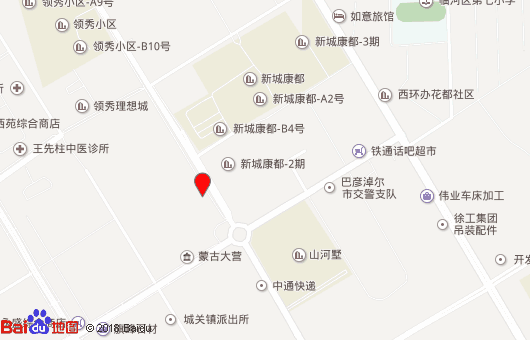 领秀小区-A9号
领秀小区
领秀小区-B10号
如意旅馆
临河区第七小学
新城康都-3期
新城康都
新城康都-A2号
西环办花都社区
领秀理想城
所
西苑综合商店
新城康都-B4号
王先柱中医诊所
新城康都-2期
铁通话吧超市
巴彦淖尔
市交警支队
伟业车床加工
徐工集团
吊装配件
山河墅
蒙古大营
开发
中通快递
城关镇派出所
Bai du 地图
© 2018 Baidu